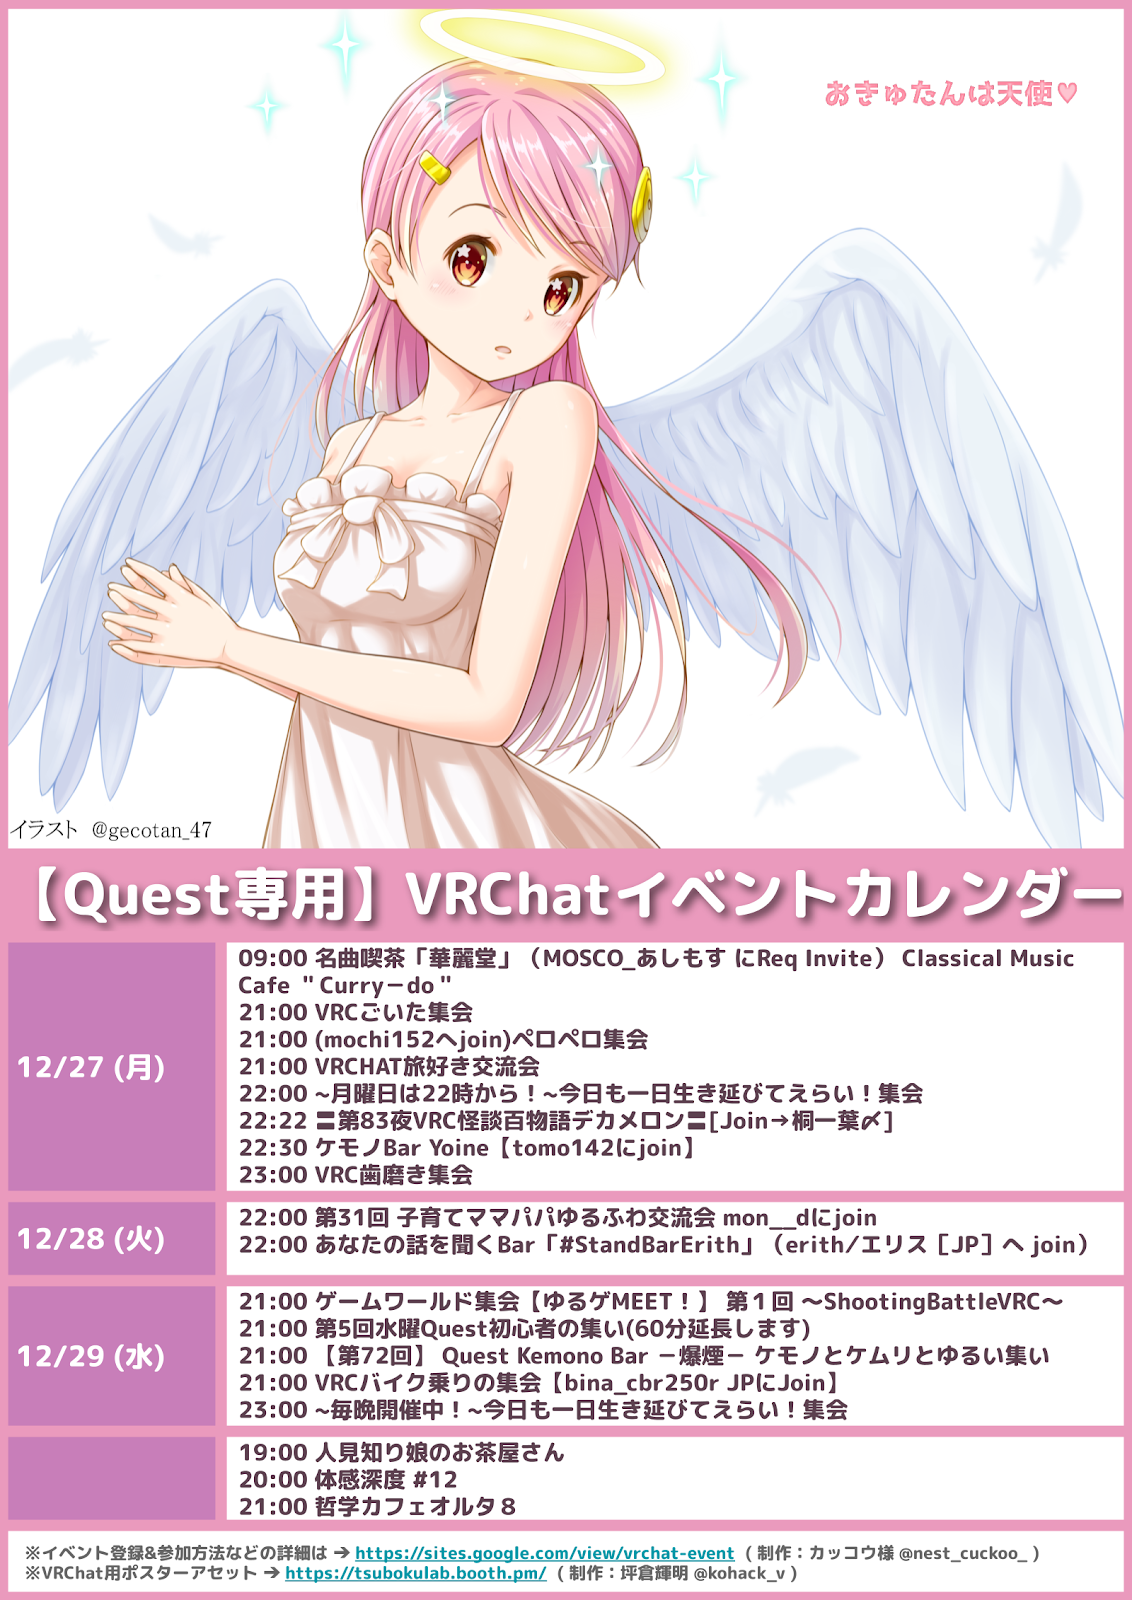 おきゅたんは天使♥
イラスト @gecotan_47
【Quest専用】VRChatイベントカレンダー
12/27 (月)
09:00 名曲喫茶「華麗堂」（MOSCO_あしもす にReq Invite） Classical Music
Cafe ＂Curry－do＂
21:00 VRCごいた集会
21:00 (mochi152へjoin)ペロペロ集会
21:00 VRCHAT旅好き交流会
22:00 ~月曜日は22時から！~今日も一日生き延びてえらい！集会
22:22 〓第83夜VRC怪談百物語デカメロン〓[Join→桐一葉〆]
22:30 ケモノBar Yoine【tomo142にjoin】
23:00 VRC歯磨き集会
12/28 (火)
22:00 第31回 子育てママパパゆるふわ交流会 mon__dにjoin
22:00 あなたの話を聞くBar「#StandBarErith」（erith/エリス［JP］へ join）
12/29 (水)
21:00 ゲームワールド集会【ゆるゲMEET！】 第１回 ～ShootingBattleVRC～
21:00 第5回水曜Quest初心者の集い(60分延長します)
21:00 【第72回】 Quest Kemono Bar －爆煙－ ケモノとケムリとゆるい集い
21:00 VRCバイク乗りの集会【bina_cbr250r JPにJoin】
23:00 ~毎晩開催中！~今日も一日生き延びてえらい！集会
19:00 人見知り娘のお茶屋さん
20:00 体感深度 #12
21:00 哲学カフェオルタ８
※イベント登録&参加方法などの詳細は → https://sites.google.com/view/vrchat-event ( 制作：カッコウ様 @nest_cuckoo_ )
※VRChat用ポスターアセット → https://tsubokulab.booth.pm/ ( 制作：坪倉輝明 @kohack_v )